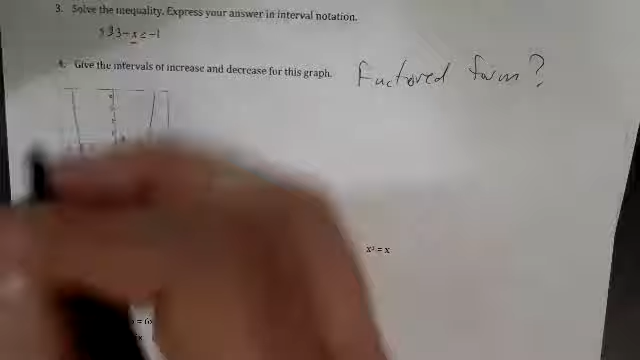 3. Solve the inequality. Express your answer in interval notation.
4. Give the intervals of increase and decrease for this graph.
Factored form?
x² = x